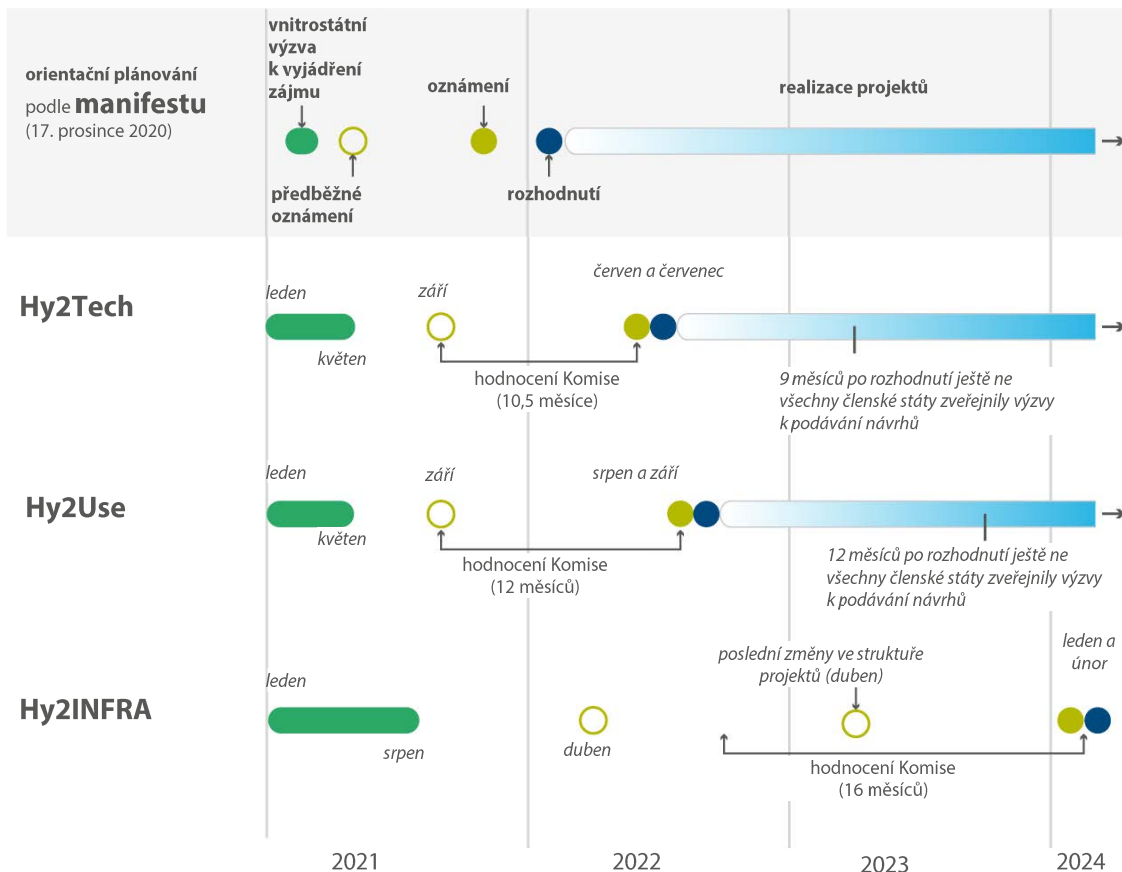 orientační plánování
podle manifestu
(17. prosince 2020)
vnitrostátní
výzva
k vyjádření
zájmu
předběžné
oznámení
oznámení
rozhodnutí
realizace projektů
Hy2Tech
leden
květen
září
červen a červenec
hodnocení Komise
(10,5 měsíce)
9 měsíců po rozhodnutí ještě ne
všechny členské státy zveřejnily výzvy
k podávání návrhů
Hy2Use
leden
květen
září
srpen a září
hodnocení Komise
(12 měsíců)
12 měsíců po rozhodnutí ještě ne
všechny členské státy zveřejnily výzvy
k podávání návrhů
Hy2INFRA
leden
srpen
duben
poslední změny ve struktuře
projektů (duben)
leden a
únor
hodnocení Komise
(16 měsíců)
2021
2022
2023
2024